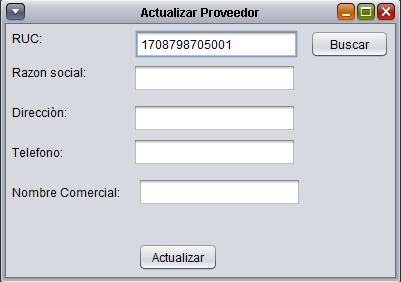 Actualizar Proveedor
RUC: 1708798705001 Buscar
Razon social:
Direcciòn:
Telefono:
Nombre Comercial:
Actualizar